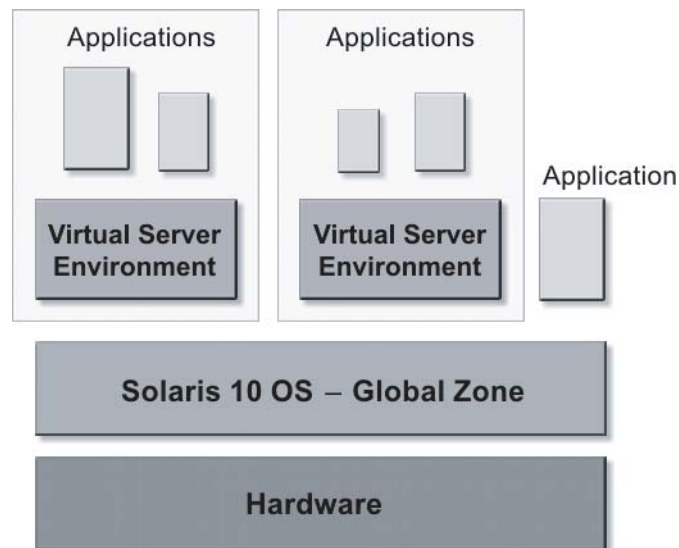 Applications
Applications
Application
Virtual Server
Environment
Virtual Server
Environment
Solaris 10 OS – Global Zone
Hardware